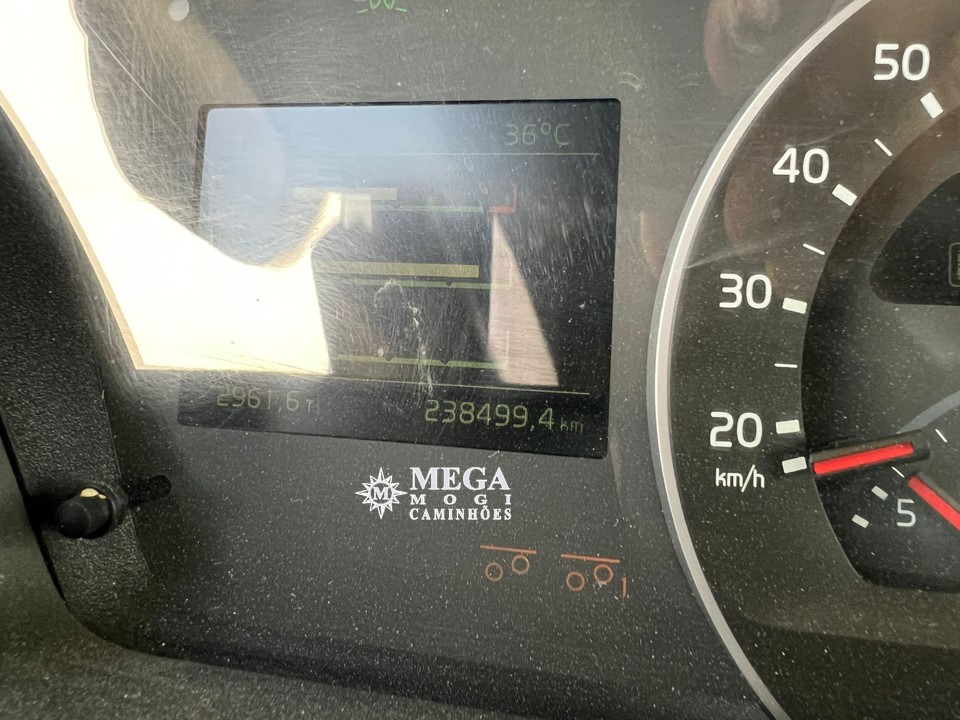 36°C
2961,6 T
238499,4 km
50
40
30
20
km/h
5
M
MEGA
MOGI
CAMINHÕES